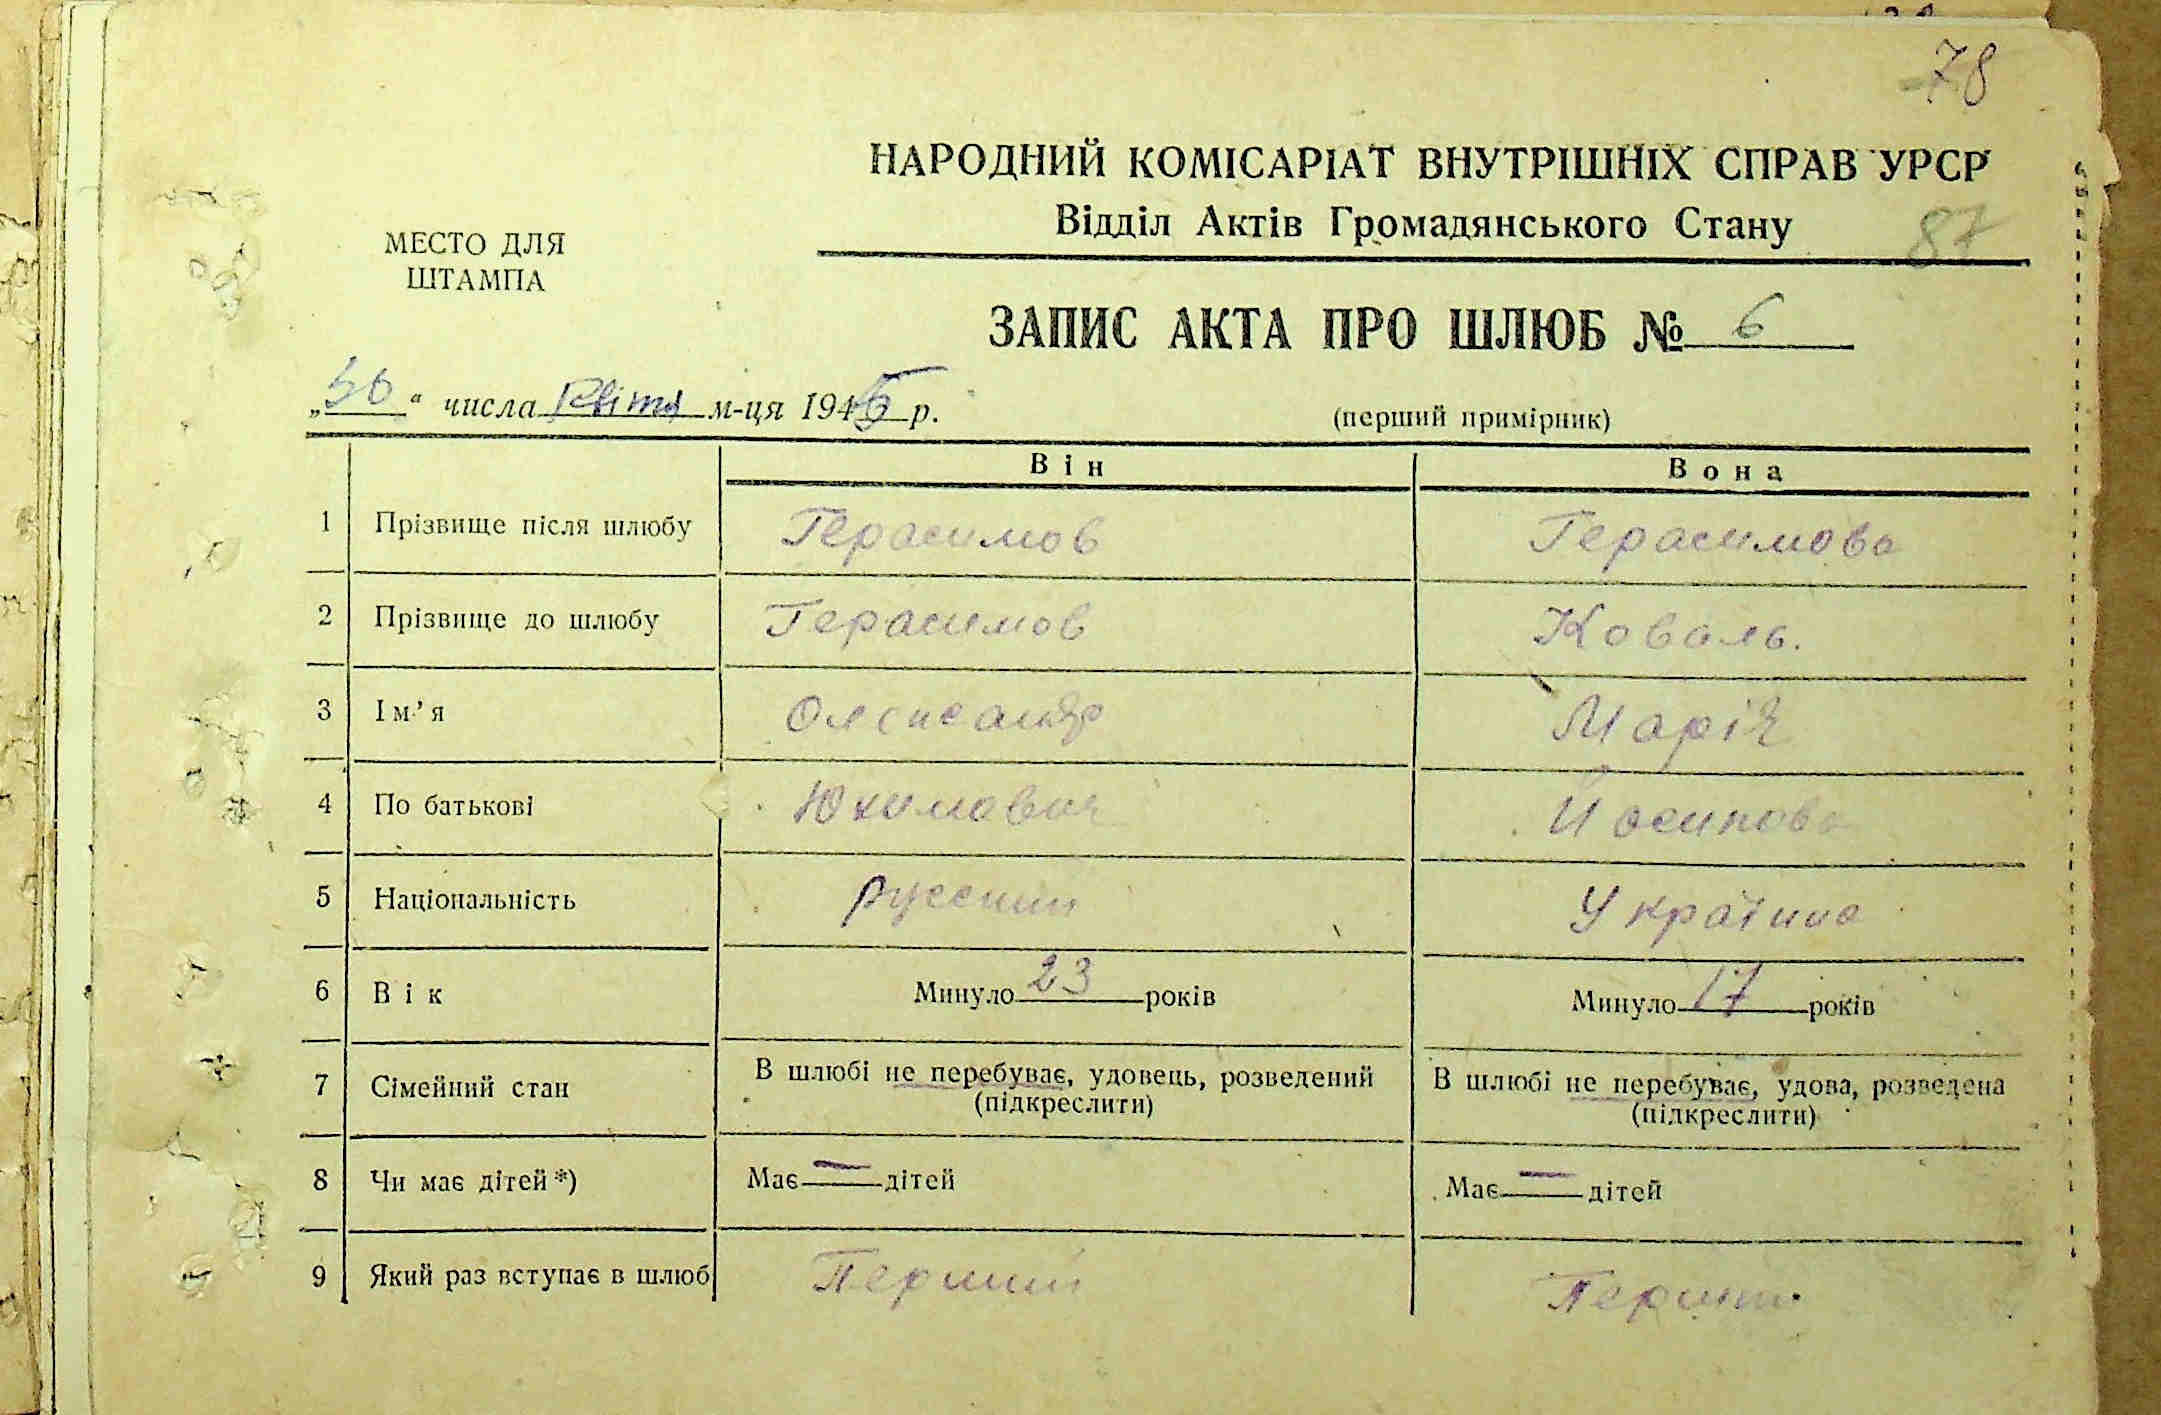 78
НАРОДНИЙ КОМІСАРІАТ ВНУТРІШНІХ СПРАВ УРСР
Відділ Актів Громадянського Стану
87
МЕСТО ДЛЯ
ШТАМПА
ЗАПИС АКТА ПРО ШЛЮБ № 6
„30“ числа Квітня м-ця 1945 р.
(перший примірник)
Він Вона
1 Прізвище після шлюбу Герасимов Герасимова
2 Прізвище до шлюбу Герасимов Коваль.
3 Ім’я Олександр Марія
4 По батькові Юхимович Йосипова
5 Національність русский Україніка
6 Вік Минуло 23 років Минуло 17 років
7 Сімейний стан В шлюбі не перебуває, удовець, розведений В шлюбі не перебуває, удова, розведена
(підкреслити) (підкреслити)
8 Чи має дітей*) Має — дітей Має — дітей
9 Який раз вступає в шлюб Перший Перший